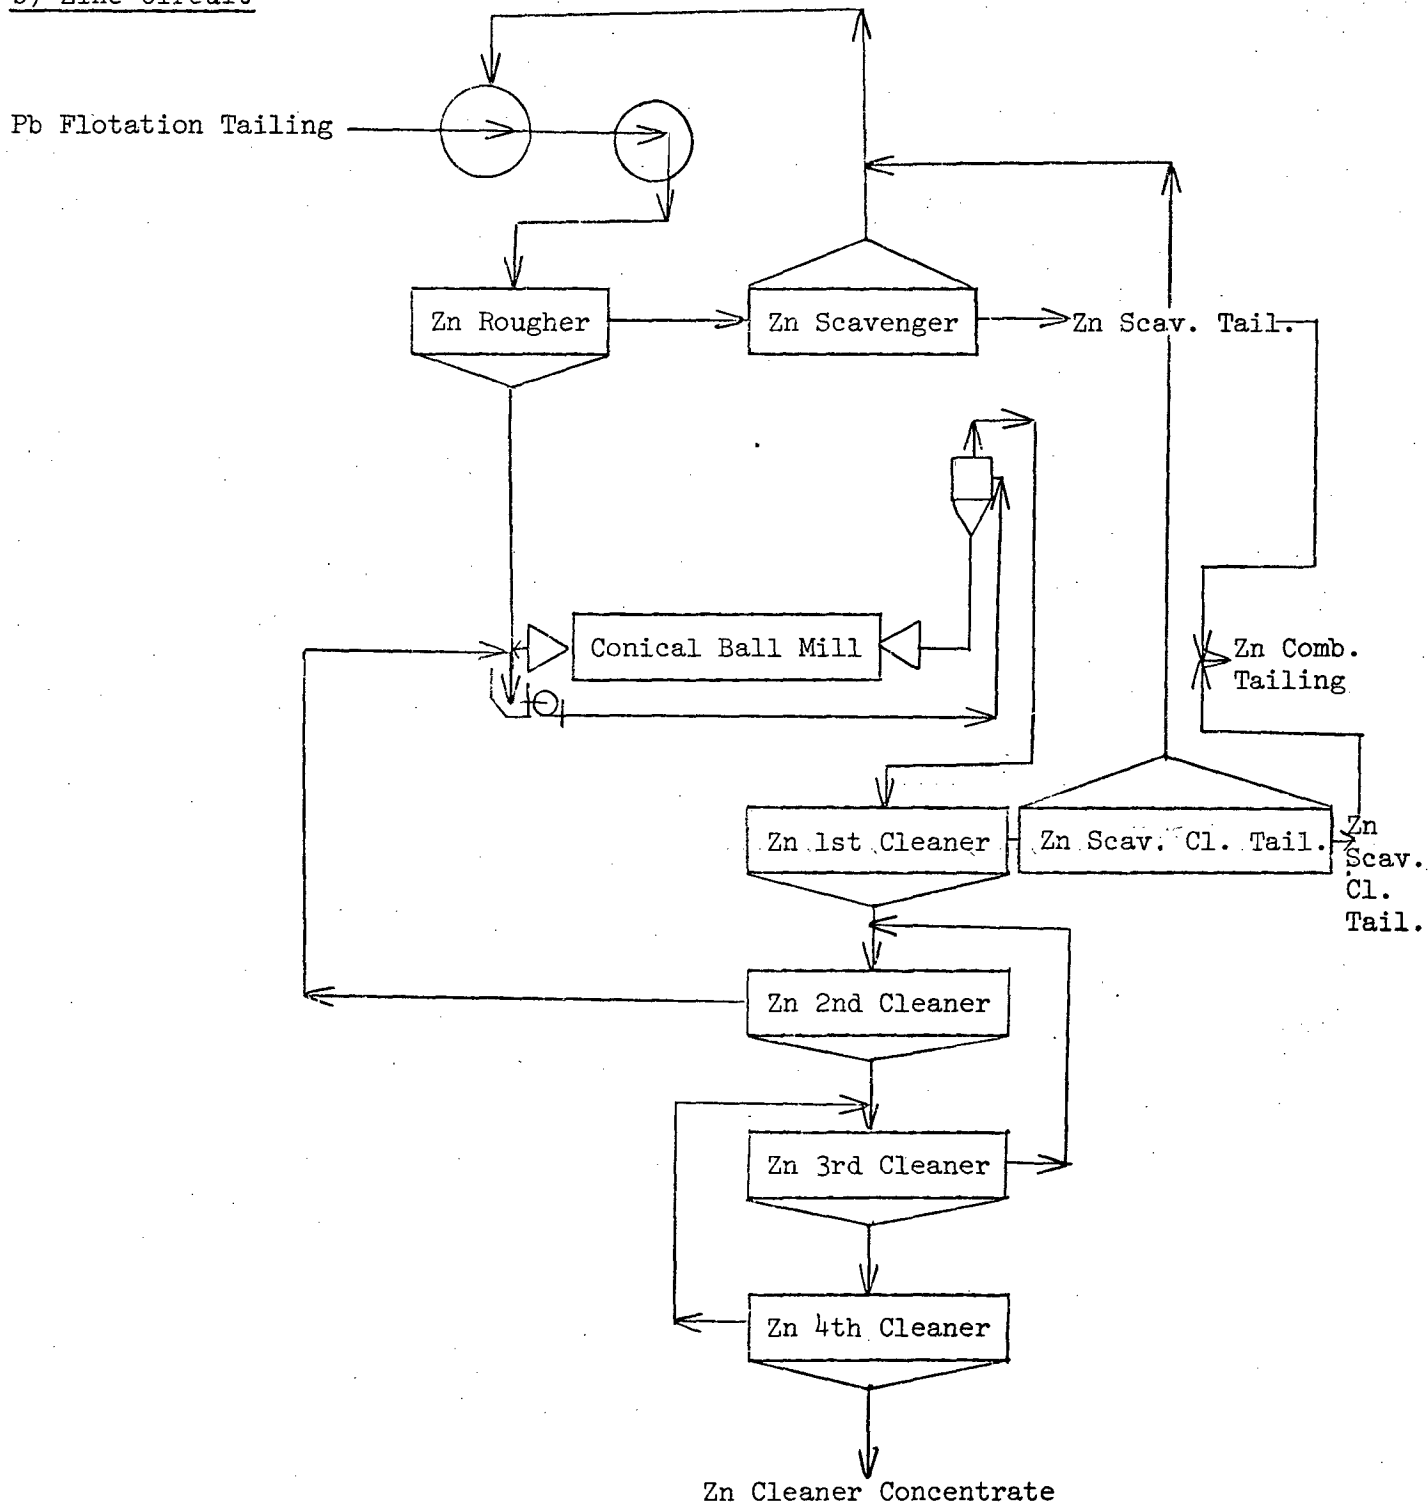 b) Zinc Circuit
Pb Flotation Tailing
Zn Rougher
Zn Scavenger
Zn Scav. Tail.
Conical Ball Mill
Zn Comb.
Tailing
Zn 1st Cleaner
Zn Scav. Cl. Tail.
Zn
Scav.
Cl.
Tail.
Zn 2nd Cleaner
Zn 3rd Cleaner
Zn 4th Cleaner
Zn Cleaner Concentrate